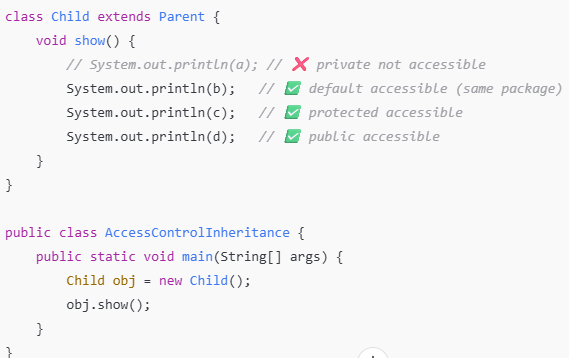 class Child extends Parent {
    void show() {
        // System.out.println(a); // ❌ private not accessible
        System.out.println(b);   // ✅ default accessible (same package)
        System.out.println(c);   // ✅ protected accessible
        System.out.println(d);   // ✅ public accessible
    }
}

public class AccessControlInheritance {
    public static void main(String[] args) {
        Child obj = new Child();
        obj.show();
    }
}